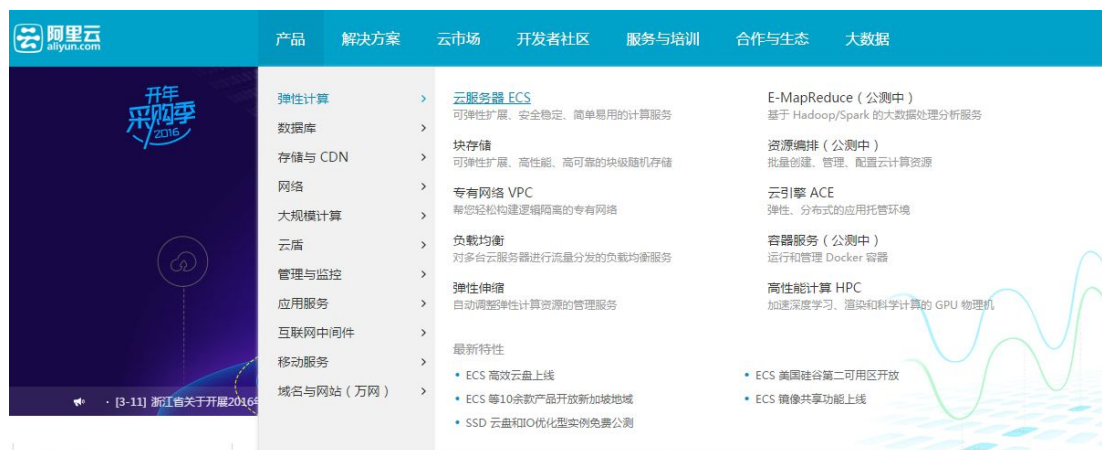 阿里云
aliyun.com
产品 解决方案 云市场 开发者社区 服务与培训 合作与生态 大数据
开年
采购季
2016
· [3-11] 浙江省关于开展2016
弹性计算
数据库
存储与 CDN
网络
大规模计算
云盾
管理与监控
应用服务
互联网中间件
移动服务
域名与网站（万网）
云服务器 ECS
可弹性扩展、安全稳定、简单易用的计算服务
块存储
可弹性扩展、高性能、高可靠的块级随机存储
专有网络 VPC
帮您轻松构建逻辑隔离的专有网络
负载均衡
对多台云服务器进行流量分发的负载均衡服务
弹性伸缩
自动调整弹性计算资源的管理服务
E-MapReduce（公测中）
基于 Hadoop/Spark 的大数据处理分析服务
资源编排（公测中）
批量创建、管理、配置云计算资源
云引擎 ACE
弹性、分布式的应用托管环境
容器服务（公测中）
运行和管理 Docker 容器
高性能计算 HPC
加速深度学习、渲染和科学计算的 GPU 物理机
最新特性
• ECS 高效云盘上线
• ECS 等10余款产品开放新加坡地域
• SSD 云盘和IO优化型实例免费公测
• ECS 美国硅谷第二可用区开放
• ECS 镜像共享功能上线